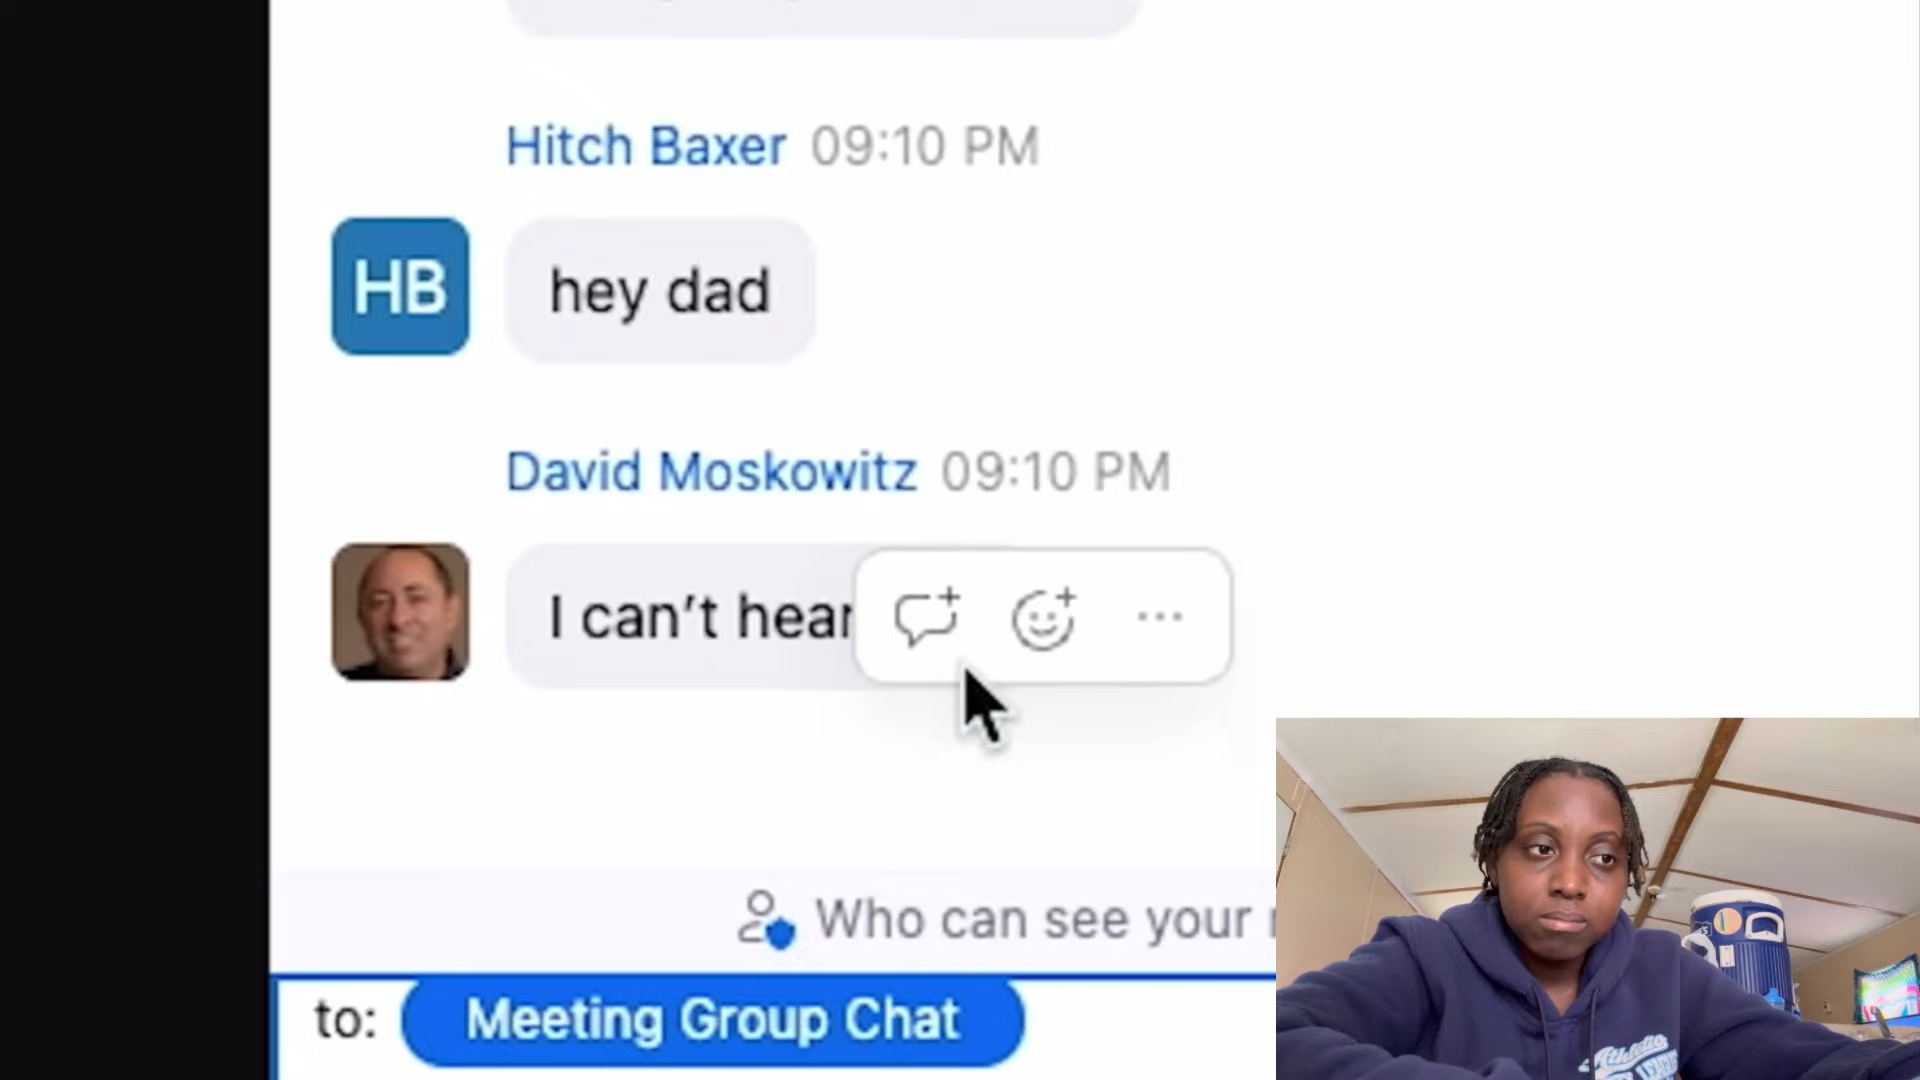 Hitch Baxer 09:10 PM
HB
hey dad
David Moskowitz 09:10 PM
I can’t hear
Who can see your
to: Meeting Group Chat
Athletic